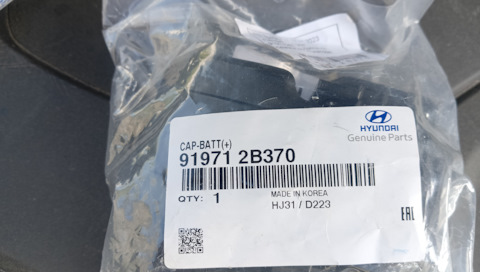 CAP-BATT(+)
HYUNDAI
Genuine Parts
91971 2B370
QTY: 1
MADE IN KOREA
HJ31 / D223
EAC